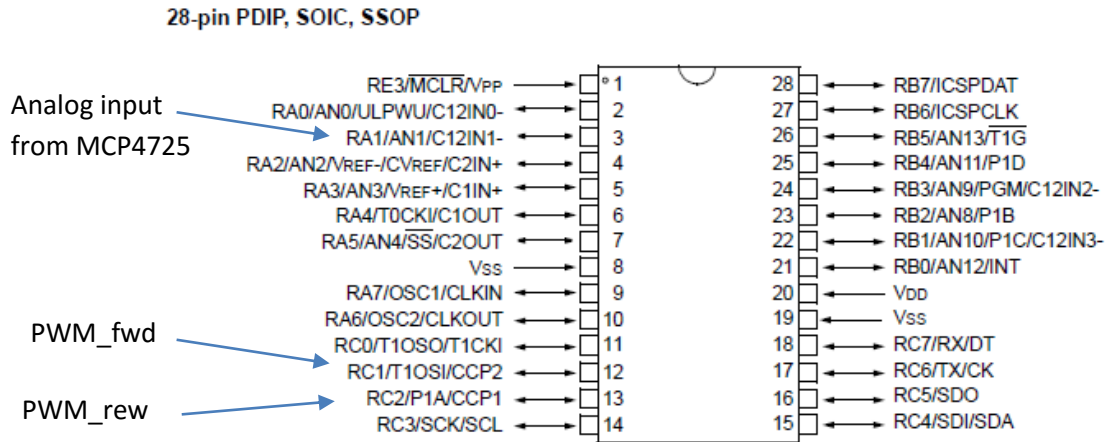 28-pin PDIP, SOIC, SSOP
Analog input
from MCP4725
PWM_fwd
PWM_rew
RE3/MCLR/VPP 1
RA0/AN0/ULPWU/C12IN0- 2
RA1/AN1/C12IN1- 3
RA2/AN2/VREF-/CVREF/C2IN+ 4
RA3/AN3/VREF+/C1IN+ 5
RA4/T0CKI/C1OUT 6
RA5/AN4/SS/C2OUT 7
VSS 8
RA7/OSC1/CLKIN 9
RA6/OSC2/CLKOUT 10
RC0/T1OSO/T1CKI 11
RC1/T1OSI/CCP2 12
RC2/P1A/CCP1 13
RC3/SCK/SCL 14
28 RB7/ICSPDAT
27 RB6/ICSPCLK
26 RB5/AN13/T1G
25 RB4/AN11/P1D
24 RB3/AN9/PGM/C12IN2-
23 RB2/AN8/P1B
22 RB1/AN10/P1C/C12IN3-
21 RB0/AN12/INT
20 VDD
19 VSS
18 RC7/RX/DT
17 RC6/TX/CK
16 RC5/SDO
15 RC4/SDI/SDA